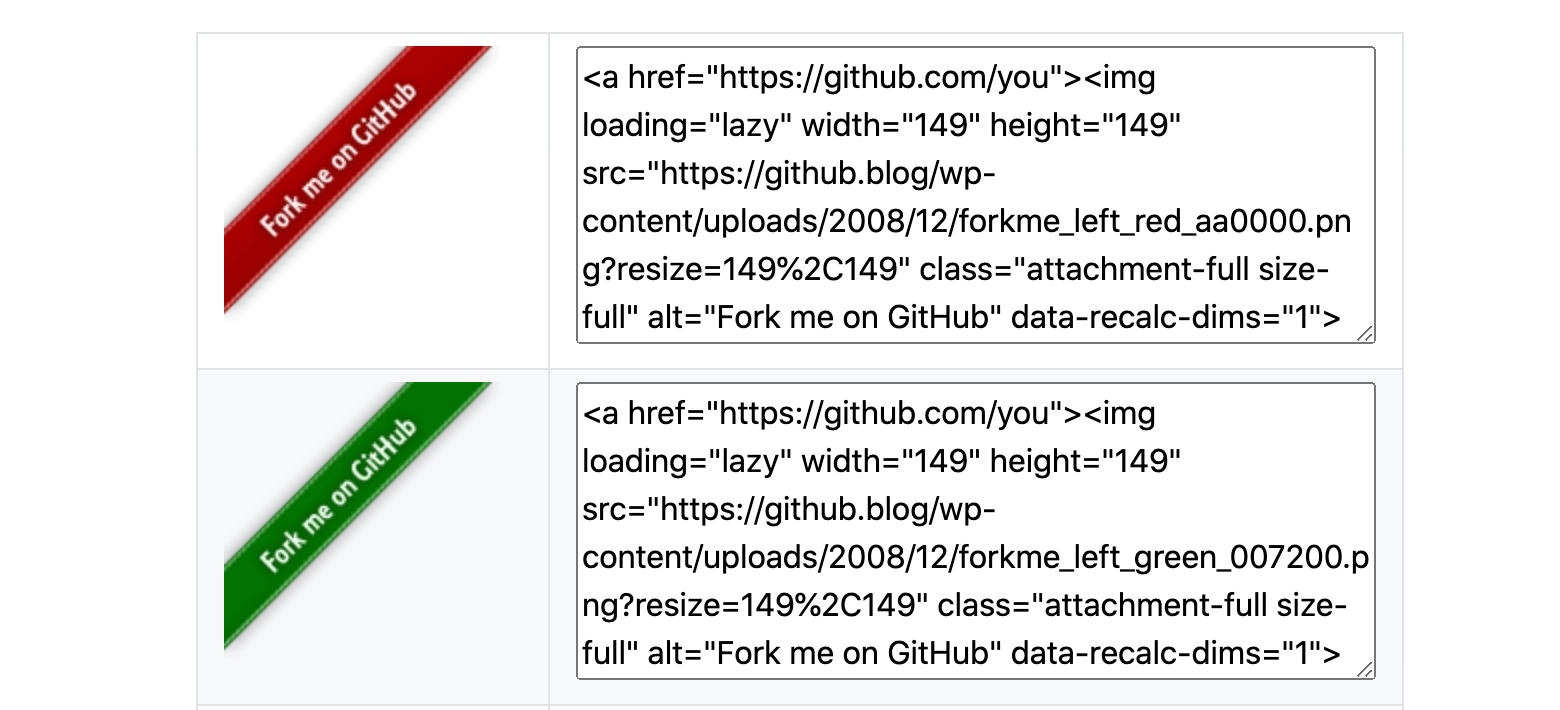 Fork me on GitHub
<a href="https://github.com/you"><img
loading="lazy" width="149" height="149"
src="https://github.blog/wp-
content/uploads/2008/12/forkme_left_red_aa0000.pn
g?resize=149%2C149" class="attachment-full size-
full" alt="Fork me on GitHub" data-recalc-dims="1">
Fork me on GitHub
<a href="https://github.com/you"><img
loading="lazy" width="149" height="149"
src="https://github.blog/wp-
content/uploads/2008/12/forkme_left_green_007200.p
ng?resize=149%2C149" class="attachment-full size-
full" alt="Fork me on GitHub" data-recalc-dims="1">